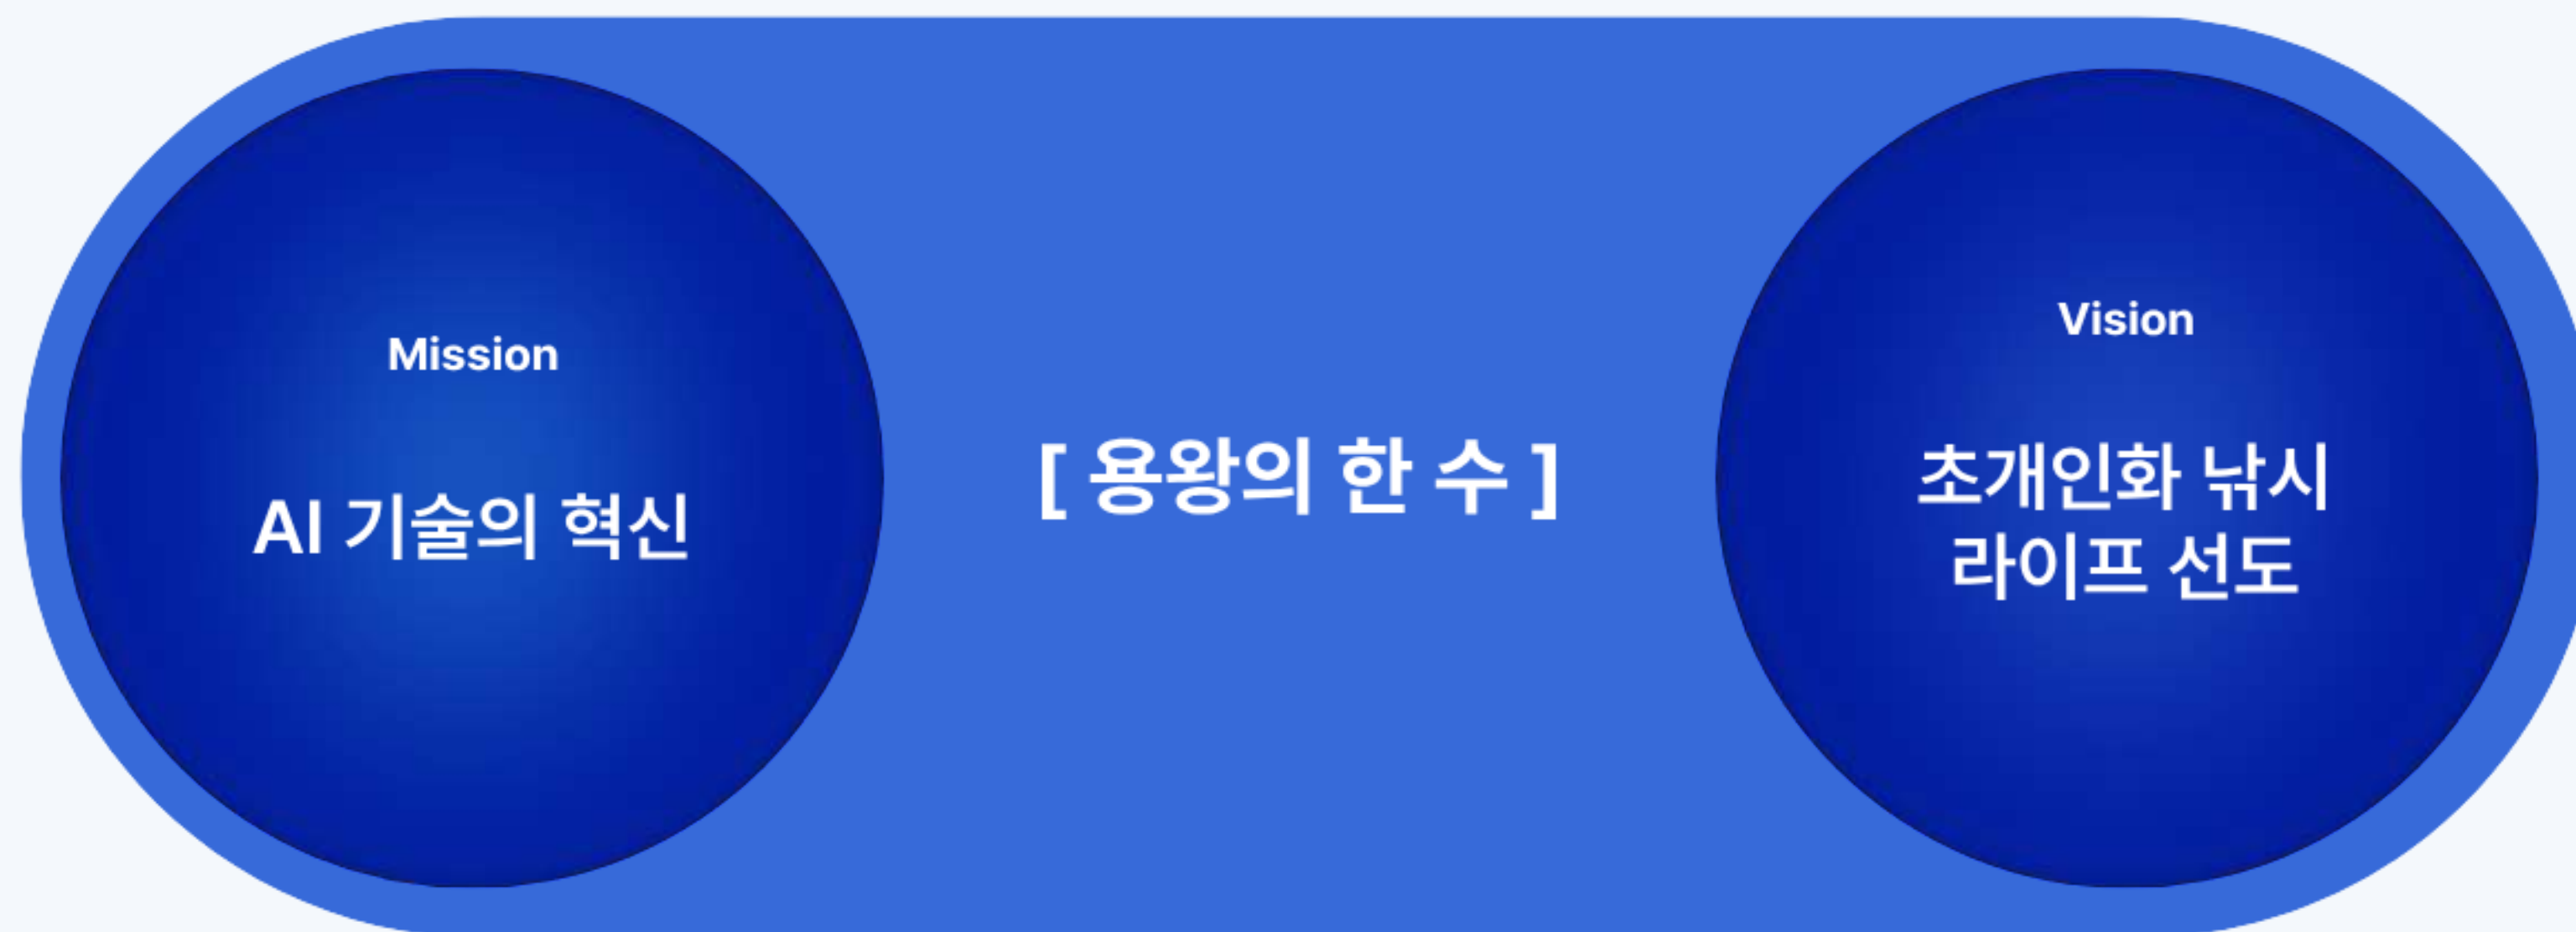 Mission
AI 기술의 혁신
[ 용왕의 한 수 ]
Vision
초개인화 낚시
라이프 선도